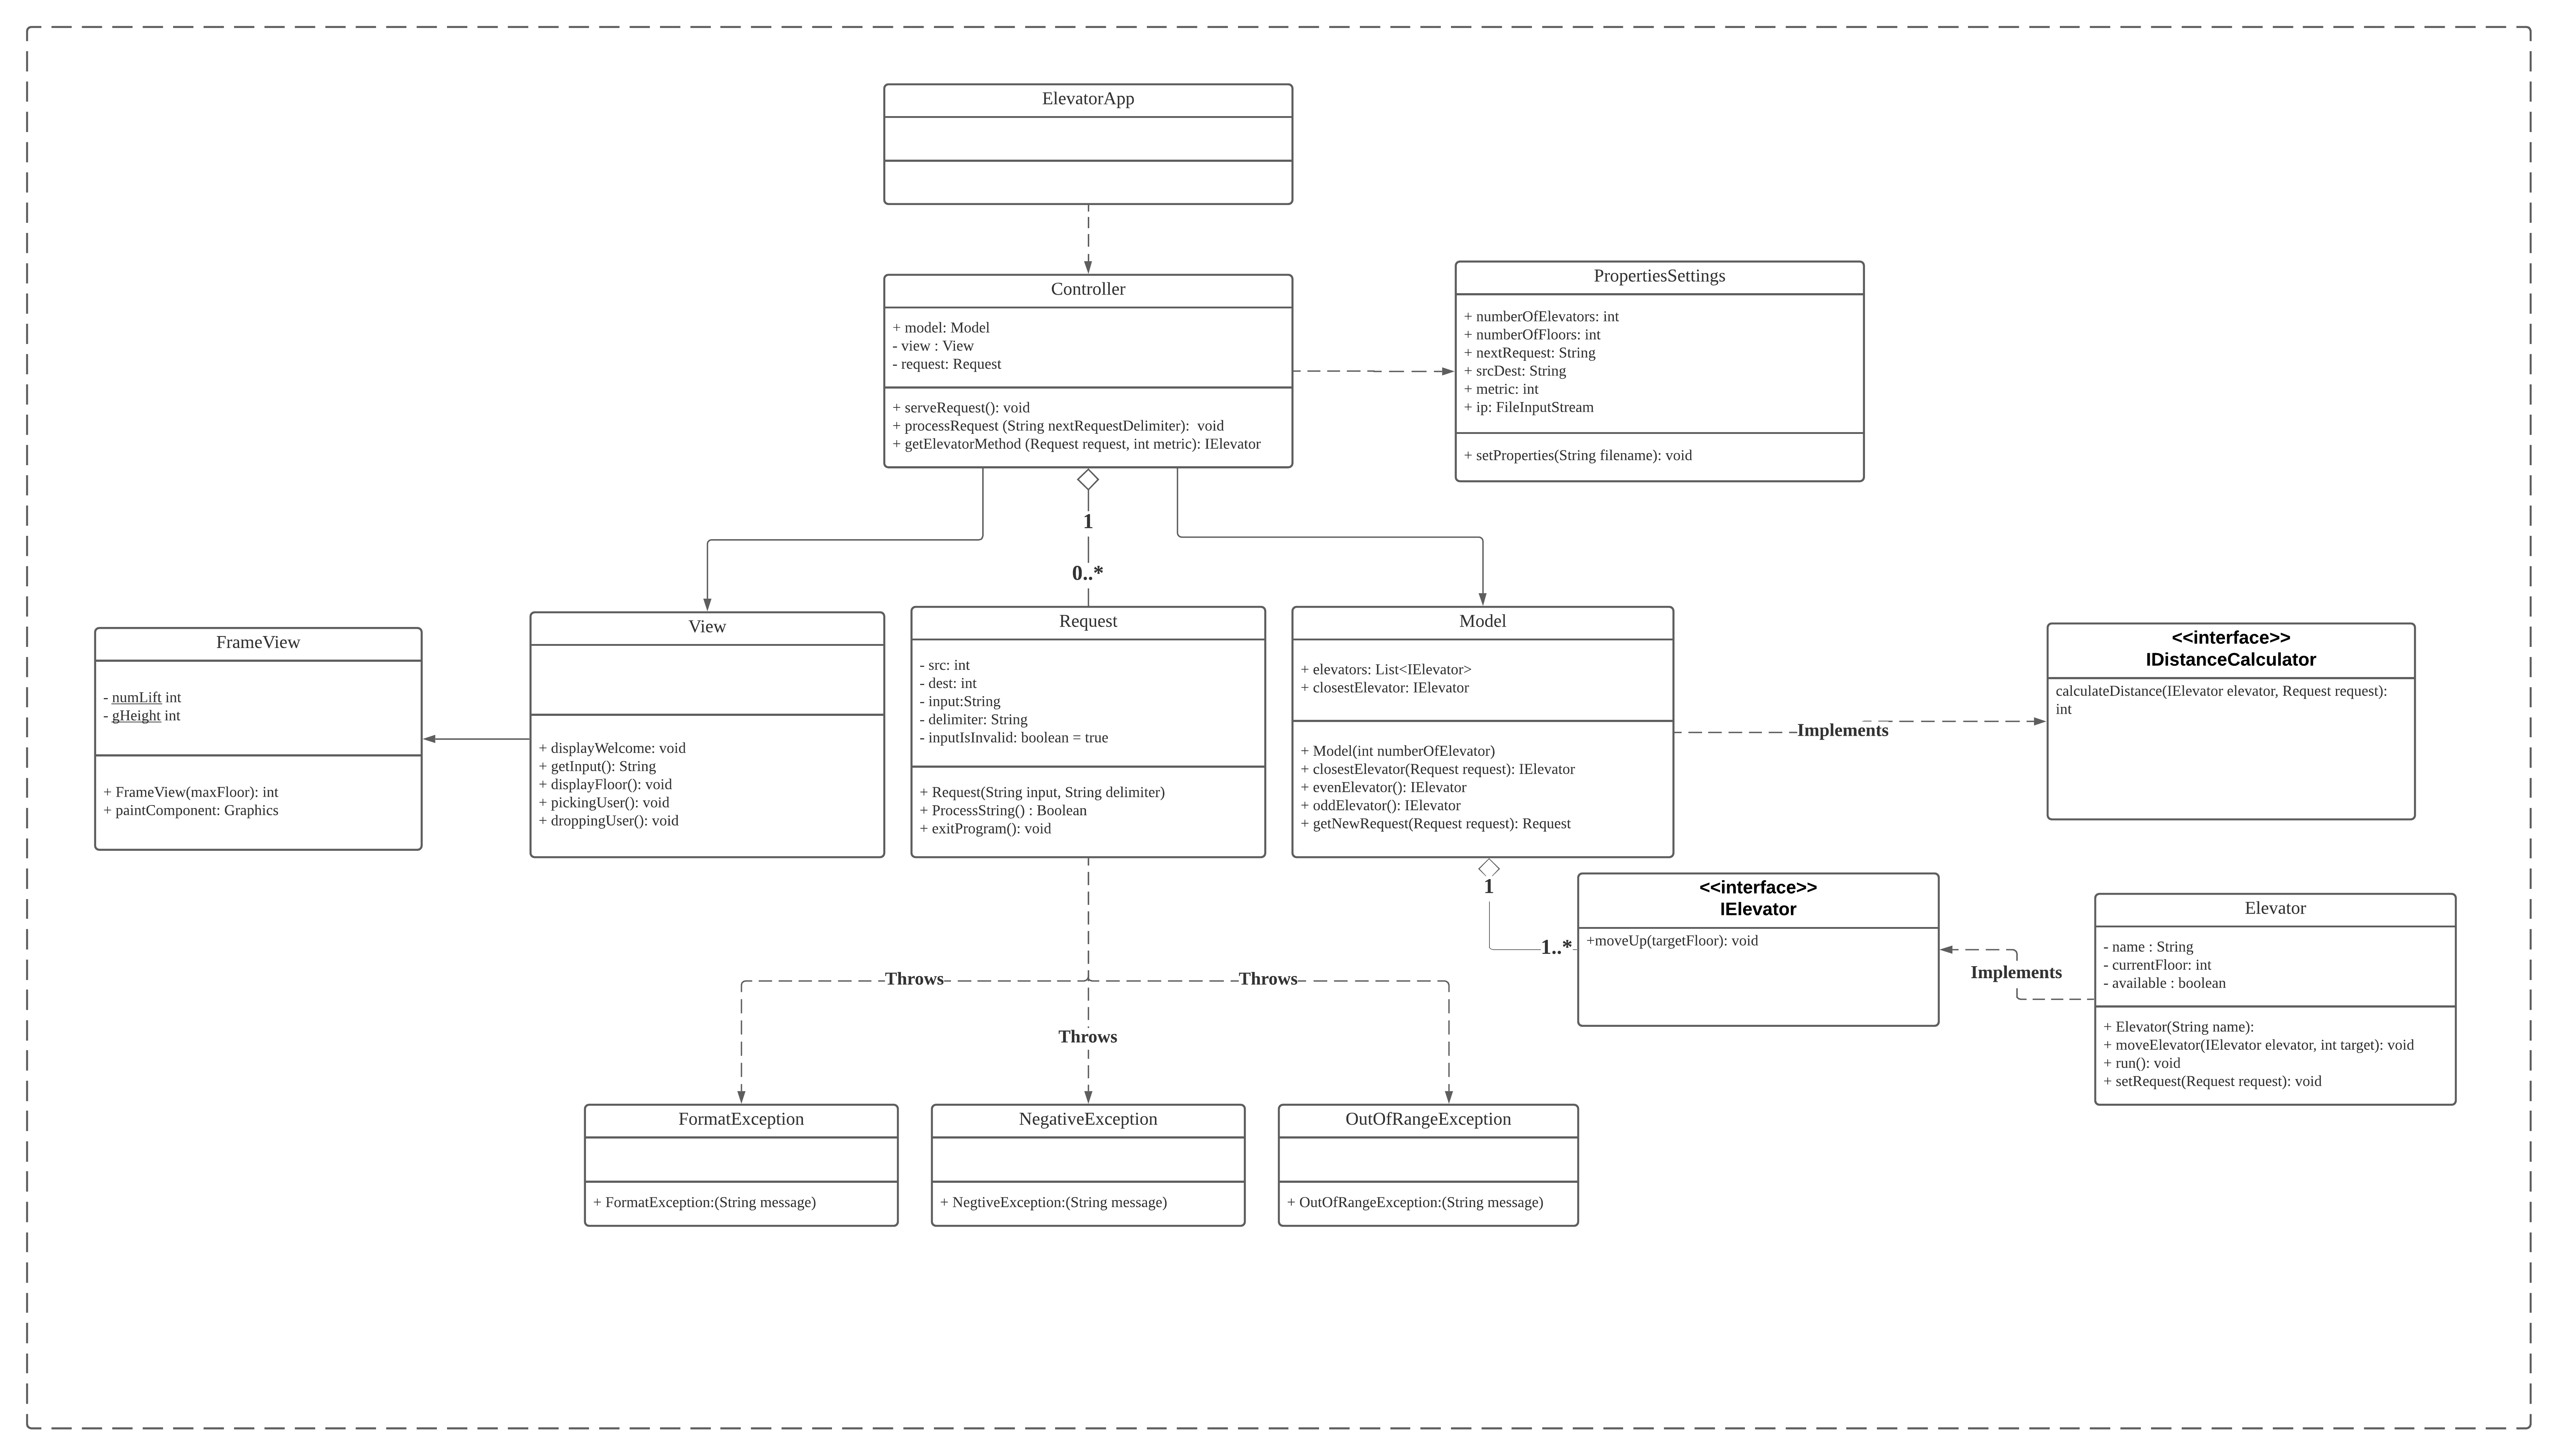 ElevatorApp
Controller
+ model: Model
- view : View
- request: Request
+ serveRequest(): void
+ processRequest (String nextRequestDelimiter):  void
+ getElevatorMethod (Request request, int metric): IElevator
PropertiesSettings
+ numberOfElevators: int
+ numberOfFloors: int
+ nextRequest: String
+ srcDest: String
+ metric: int
+ ip: FileInputStream
+ setProperties(String filename): void
1
0..*
FrameView
- numLift int
- gHeight int
+ FrameView(maxFloor): int
+ paintComponent: Graphics
View
+ displayWelcome: void
+ getInput(): String
+ displayFloor(): void
+ pickingUser(): void
+ droppingUser(): void
Request
- src: int
- dest: int
- input:String
- delimiter: String
- inputIsInvalid: boolean = true
+ Request(String input, String delimiter)
+ ProcessString() : Boolean
+ exitProgram(): void
Model
+ elevators: List<IElevator>
+ closestElevator: IElevator
+ Model(int numberOfElevator)
+ closestElevator(Request request): IElevator
+ evenElevator(): IElevator
+ oddElevator(): IElevator
+ getNewRequest(Request request): Request
Implements
<<interface>>
IDistanceCalculator
calculateDistance(IElevator elevator, Request request):
int
1
1..*
<<interface>>
IElevator
+moveUp(targetFloor): void
Implements
Elevator
- name : String
- currentFloor: int
- available : boolean
+ Elevator(String name):
+ moveElevator(IElevator elevator, int target): void
+ run(): void
+ setRequest(Request request): void
Throws
Throws
Throws
FormatException
+ FormatException:(String message)
NegativeException
+ NegtiveException:(String message)
OutOfRangeException
+ OutOfRangeException:(String message)